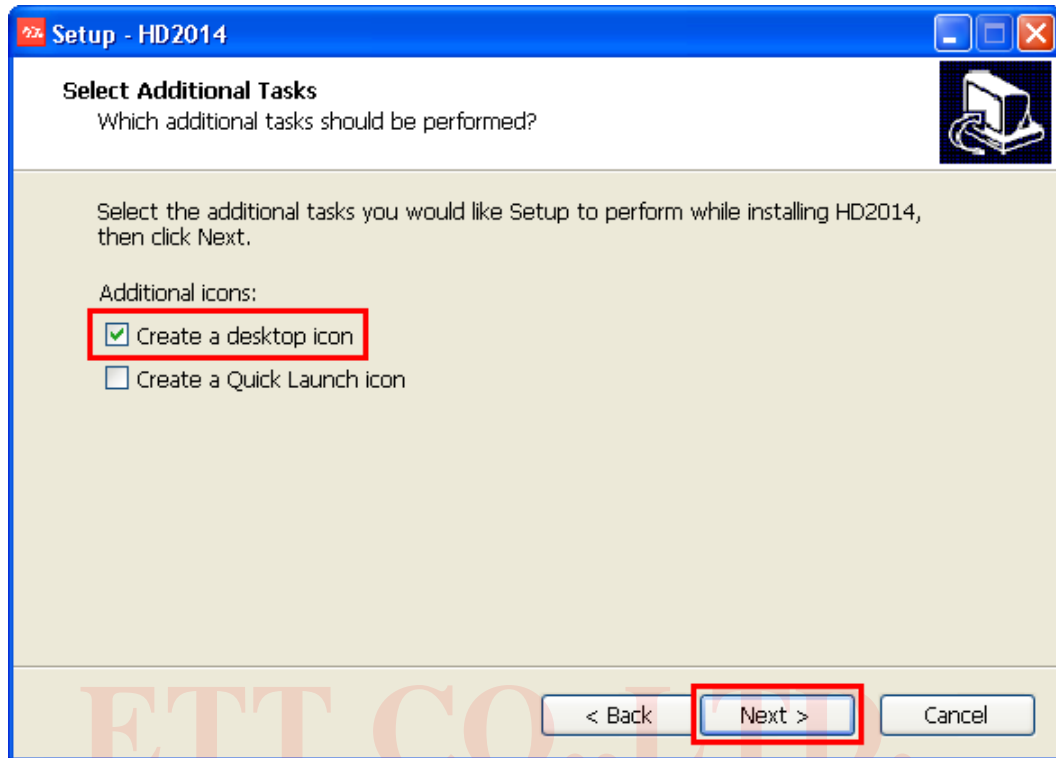 Setup - HD2014
Select Additional Tasks
Which additional tasks should be performed?
Select the additional tasks you would like Setup to perform while installing HD2014,
then click Next.
Additional icons:
Create a desktop icon
Create a Quick Launch icon
< Back Next > Cancel
ETT CO.,LTD.